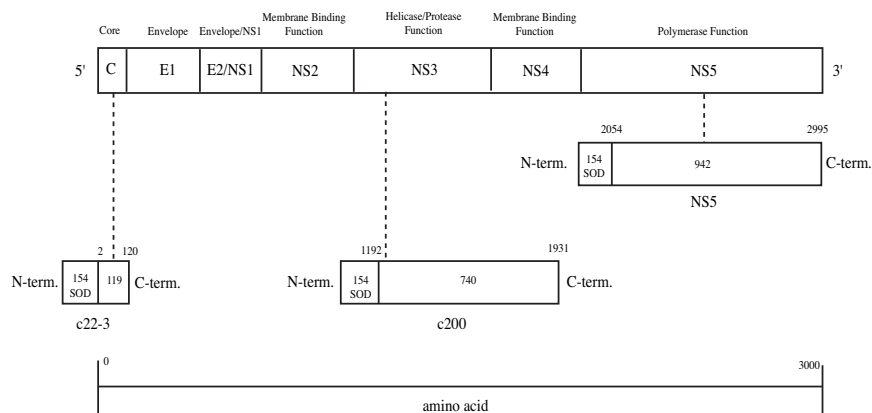 Core Envelope Envelope/NS1 Membrane Binding Function Helicase/Protease Function Membrane Binding Function Polymerase Function
5' C E1 E2/NS1 NS2 NS3 NS4 NS5 3'
2054 2995
N-term. 154 SOD 942 C-term.
NS5
2 120 1192 1931
N-term. 154 SOD 119 C-term. N-term. 154 SOD 740 C-term.
c22-3 c200
0 3000
amino acid